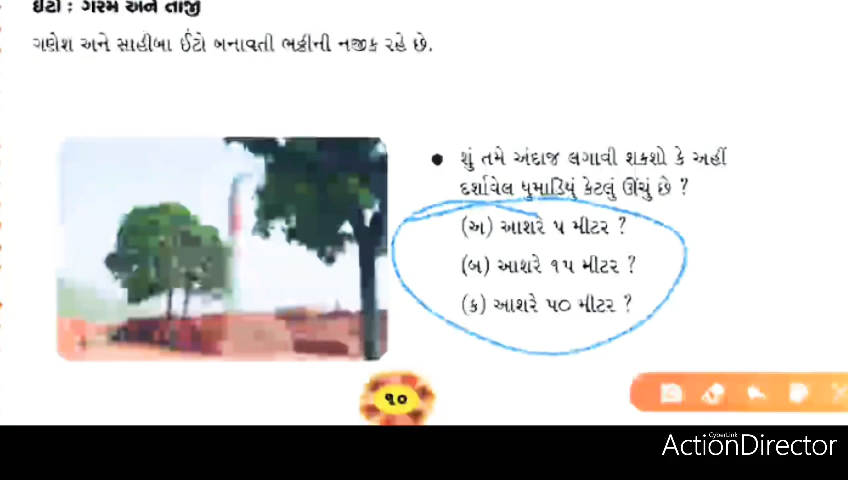 ઈંટો : ગરમ અને તાજી
ગણેશ અને સાહીબા ઈંટો બનાવતી ભઠ્ઠીની નજીક રહે છે.
● શું તમે અંદાજ લગાવી શકશો કે અહીં
દર્શાવેલ ધુમાડિયું કેટલું ઊંચું છે ?
(અ) આશરે ૫ મીટર ?
(બ) આશરે ૧૫ મીટર ?
(ક) આશરે ૫૦ મીટર ?
૧૦
CyberLink
ActionDirector